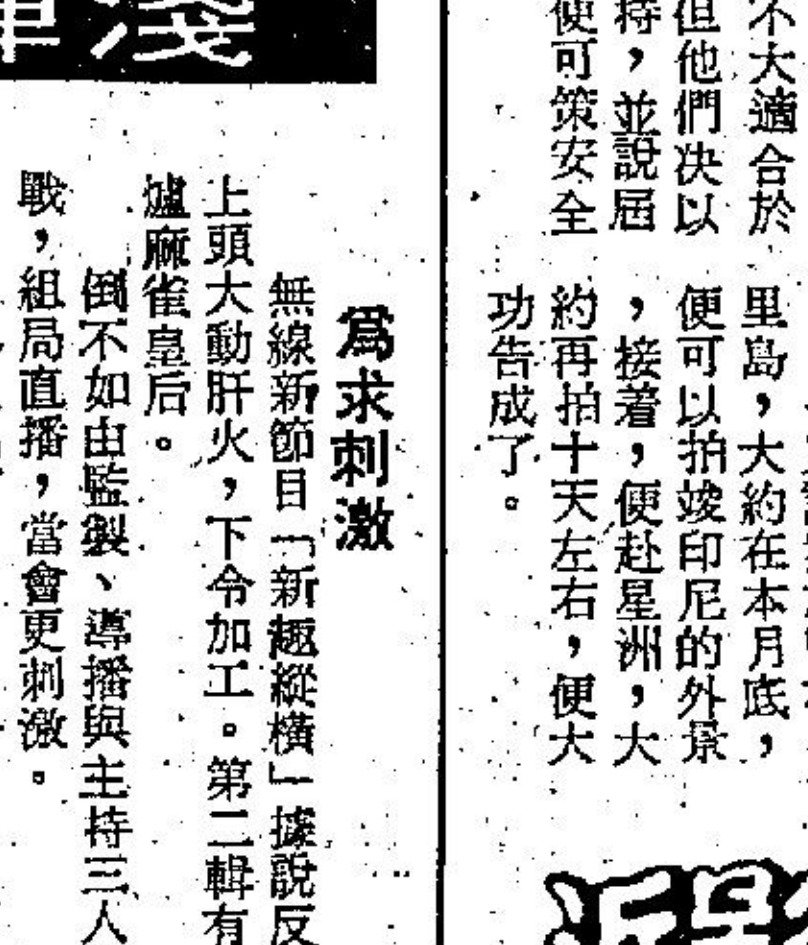 不大適合於
但他們决以
持，並說屆
便可策安全
里島，大約在本月底，
便可以拍竣印尼的外景
，接着，便赴星洲，大
約再拍十天左右，便大
功告成了。
爲求刺激
無線新節目「新趣縱橫」據說反
上頭大動肝火，下令加工。第二輯有
爐麻雀皇后。
倒不如由監製、導播與主持三人
戰，組局直播，當會更刺激。
淺